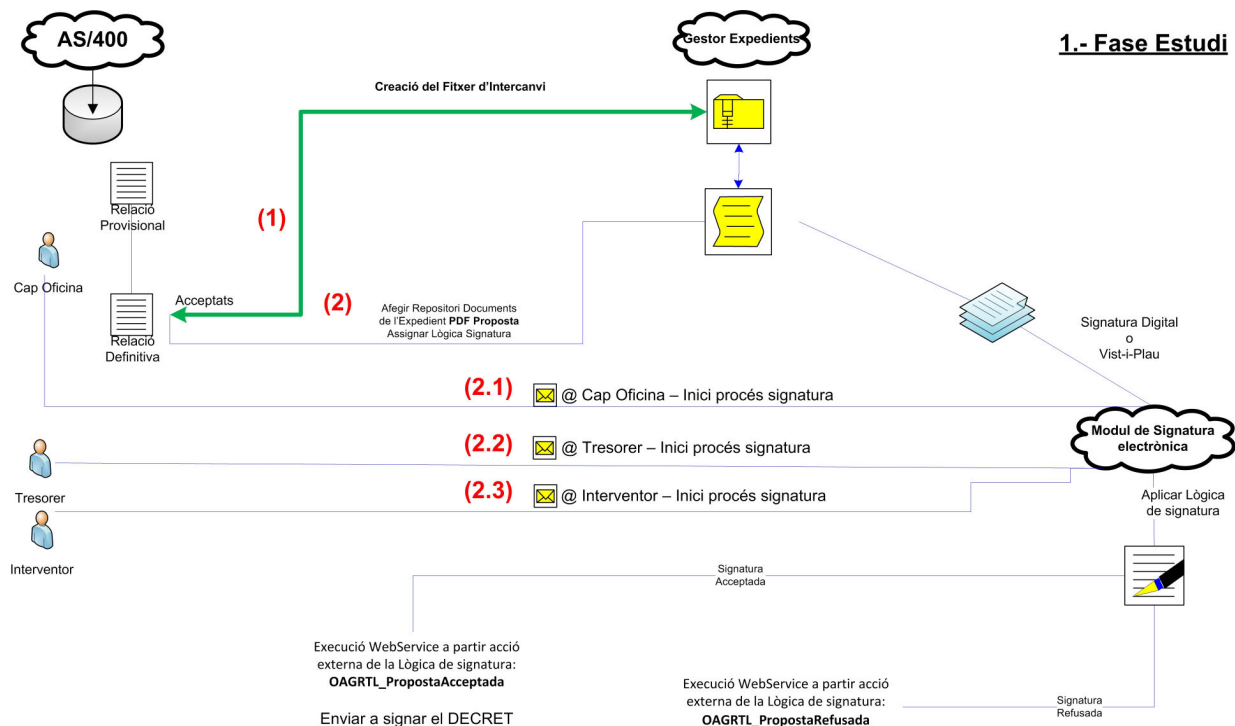 AS/400
Gestor Expedients
1.- Fase Estudi
Creació del Fitxer d'Intercanvi
Relació
Provisional
(1)
Cap Oficina
Acceptats
(2)
Afegir Repositori Documents
de l'Expedient PDF Proposta
Assignar Lògica Signatura
Relació
Definitiva
Signatura Digital
o
Vist-i-Plau
(2.1)
@ Cap Oficina – Inici procés signatura
Modul de Signatura
electrònica
(2.2)
@ Tresorer – Inici procés signatura
Tresorer
(2.3)
@ Interventor – Inici procés signatura
Aplicar Lògica
de signatura
Interventor
Signatura
Acceptada
Execució WebService a partir acció
externa de la Lògica de signatura:
OAGRTL_PropostaAcceptada
Enviar a signar el DECRET
Execució WebService a partir acció
externa de la Lògica de signatura:
OAGRTL_PropostaRefusada
Signatura
Refusada